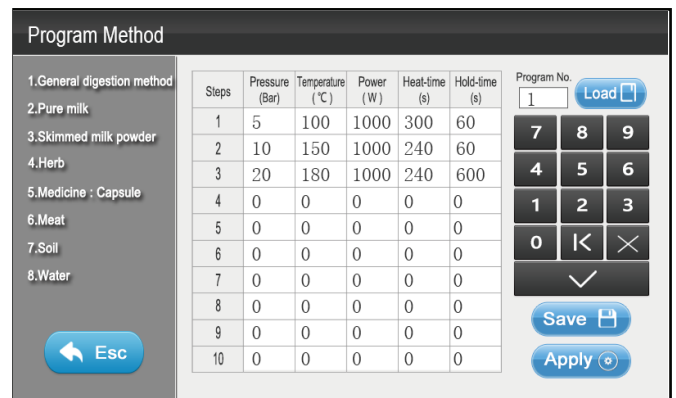 Program Method
1.General digestion method
2.Pure milk
3.Skimmed milk powder
4.Herb
5.Medicine : Capsule
6.Meat
7.Soil
8.Water
Esc
Steps Pressure (Bar) Temperature (℃) Power (W) Heat-time (s) Hold-time (s)
1 5 100 1000 300 60
2 10 150 1000 240 60
3 20 180 1000 240 600
4 0 0 0 0 0
5 0 0 0 0 0
6 0 0 0 0 0
7 0 0 0 0 0
8 0 0 0 0 0
9 0 0 0 0 0
10 0 0 0 0 0
Program No.
1 Load
7 8 9
4 5 6
1 2 3
0
Save
Apply